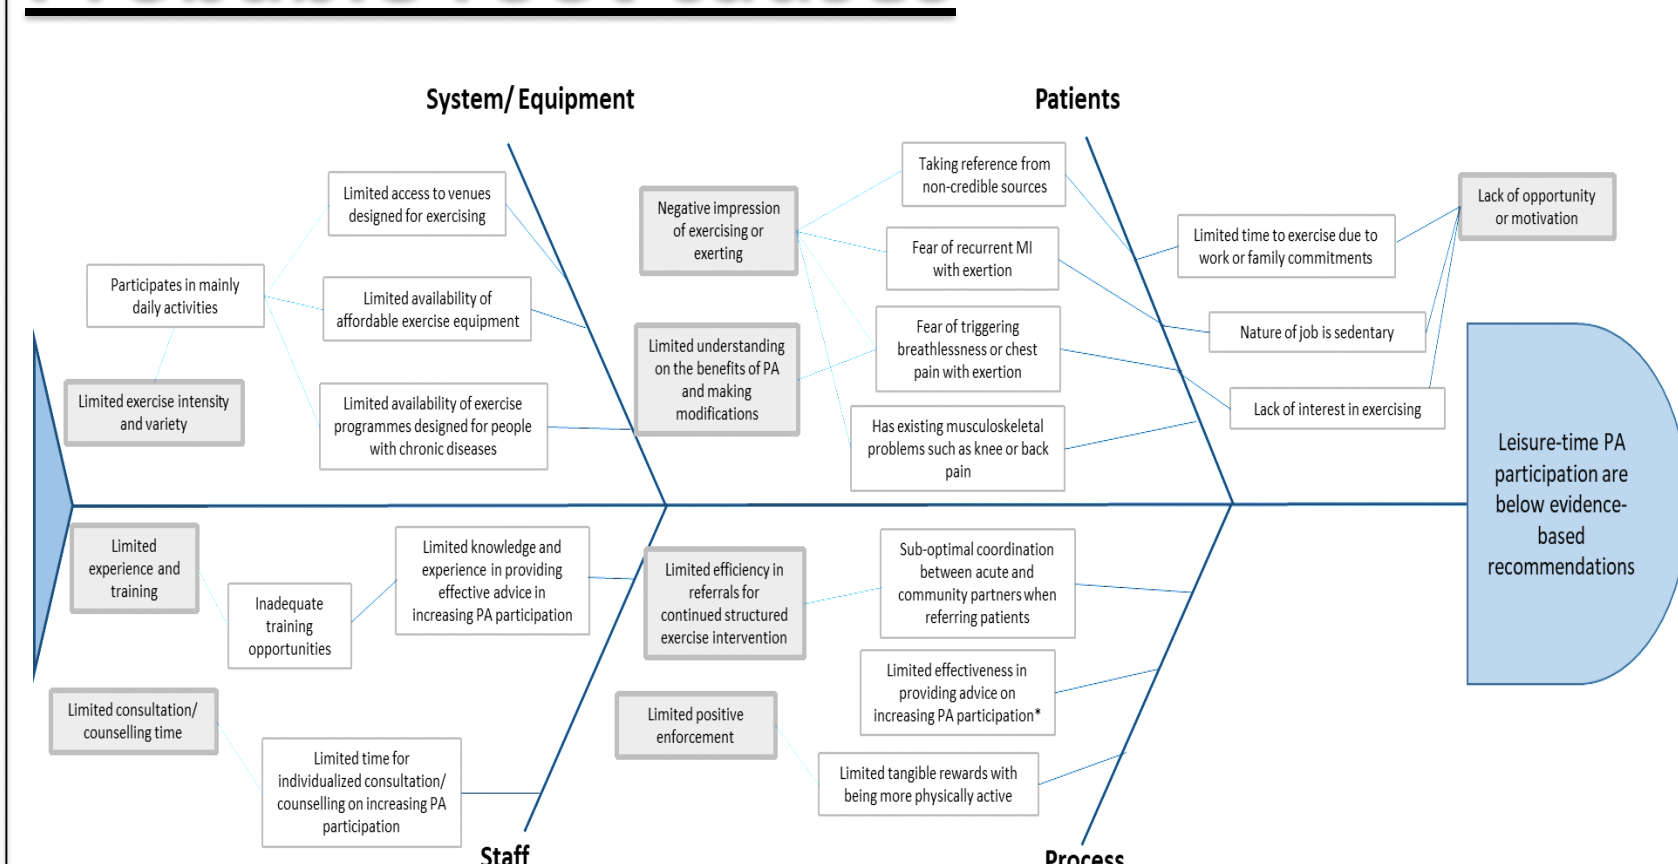 System/ Equipment
Patients
Limited access to venues
designed for exercising
Participates in mainly
daily activities
Limited availability of
affordable exercise equipment
Limited exercise intensity
and variety
Limited availability of exercise
programmes designed for people
with chronic diseases
Negative impression
of exercising or
exerting
Limited understanding
on the benefits of PA
and making
modifications
Taking reference from
non-credible sources
Fear of recurrent MI
with exertion
Fear of triggering
breathlessness or chest
pain with exertion
Has existing musculoskeletal
problems such as knee or back
pain
Limited time to exercise due to
work or family commitments
Nature of job is sedentary
Lack of interest in exercising
Lack of opportunity
or motivation
Leisure-time PA
participation are
below evidence-
based
recommendations
Limited
experience and
training
Inadequate
training
opportunities
Limited knowledge and
experience in providing
effective advice in
increasing PA participation
Limited consultation/
counselling time
Limited time for
individualized consultation/
counselling on increasing PA
participation
Limited efficiency in
referrals for
continued structured
exercise intervention
Sub-optimal coordination
between acute and
community partners when
referring patients
Limited effectiveness in
providing advice on
increasing PA participation*
Limited positive
enforcement
Limited tangible rewards with
being more physically active
Staff
Process